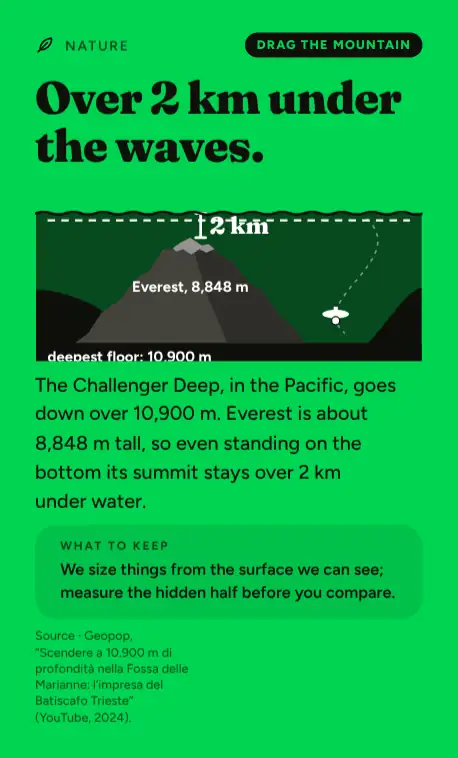 NATURE
DRAG THE MOUNTAIN
Over 2 km under
the waves.
2 km
Everest, 8,848 m
deepest floor: 10,900 m
The Challenger Deep, in the Pacific, goes
down over 10,900 m. Everest is about
8,848 m tall, so even standing on the
bottom its summit stays over 2 km
under water.
WHAT TO KEEP
We size things from the surface we can see;
measure the hidden half before you compare.
Source · Geopop,
"Scendere a 10.900 m di
profondità nella Fossa delle
Marianne: l'impresa del
Batiscafo Trieste"
(YouTube, 2024).